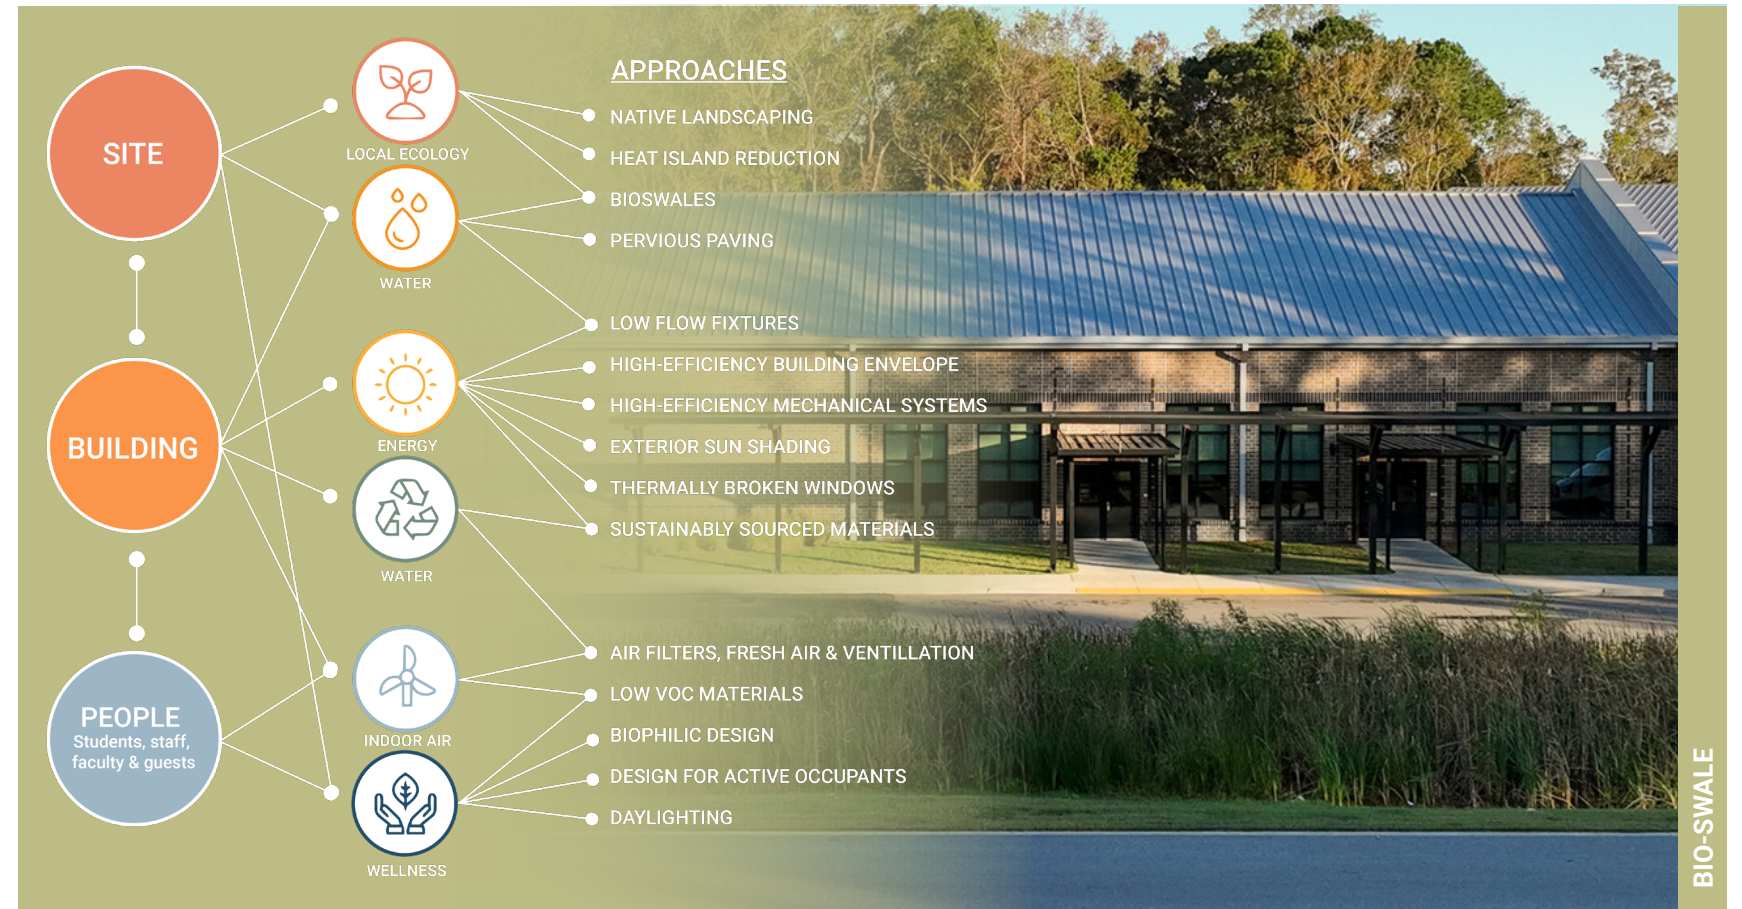 SITE
BUILDING
PEOPLE
Students, staff,
faculty & guests
LOCAL ECOLOGY
WATER
ENERGY
WATER
INDOOR AIR
WELLNESS
APPROACHES
NATIVE LANDSCAPING
HEAT ISLAND REDUCTION
BIOSWALES
PERVIOUS PAVING
LOW FLOW FIXTURES
HIGH-EFFICIENCY BUILDING ENVELOPE
HIGH-EFFICIENCY MECHANICAL SYSTEMS
EXTERIOR SUN SHADING
THERMALLY BROKEN WINDOWS
SUSTAINABLY SOURCED MATERIALS
AIR FILTERS, FRESH AIR & VENTILLATION
LOW VOC MATERIALS
BIOPHILIC DESIGN
DESIGN FOR ACTIVE OCCUPANTS
DAYLIGHTING
BIO-SWALE